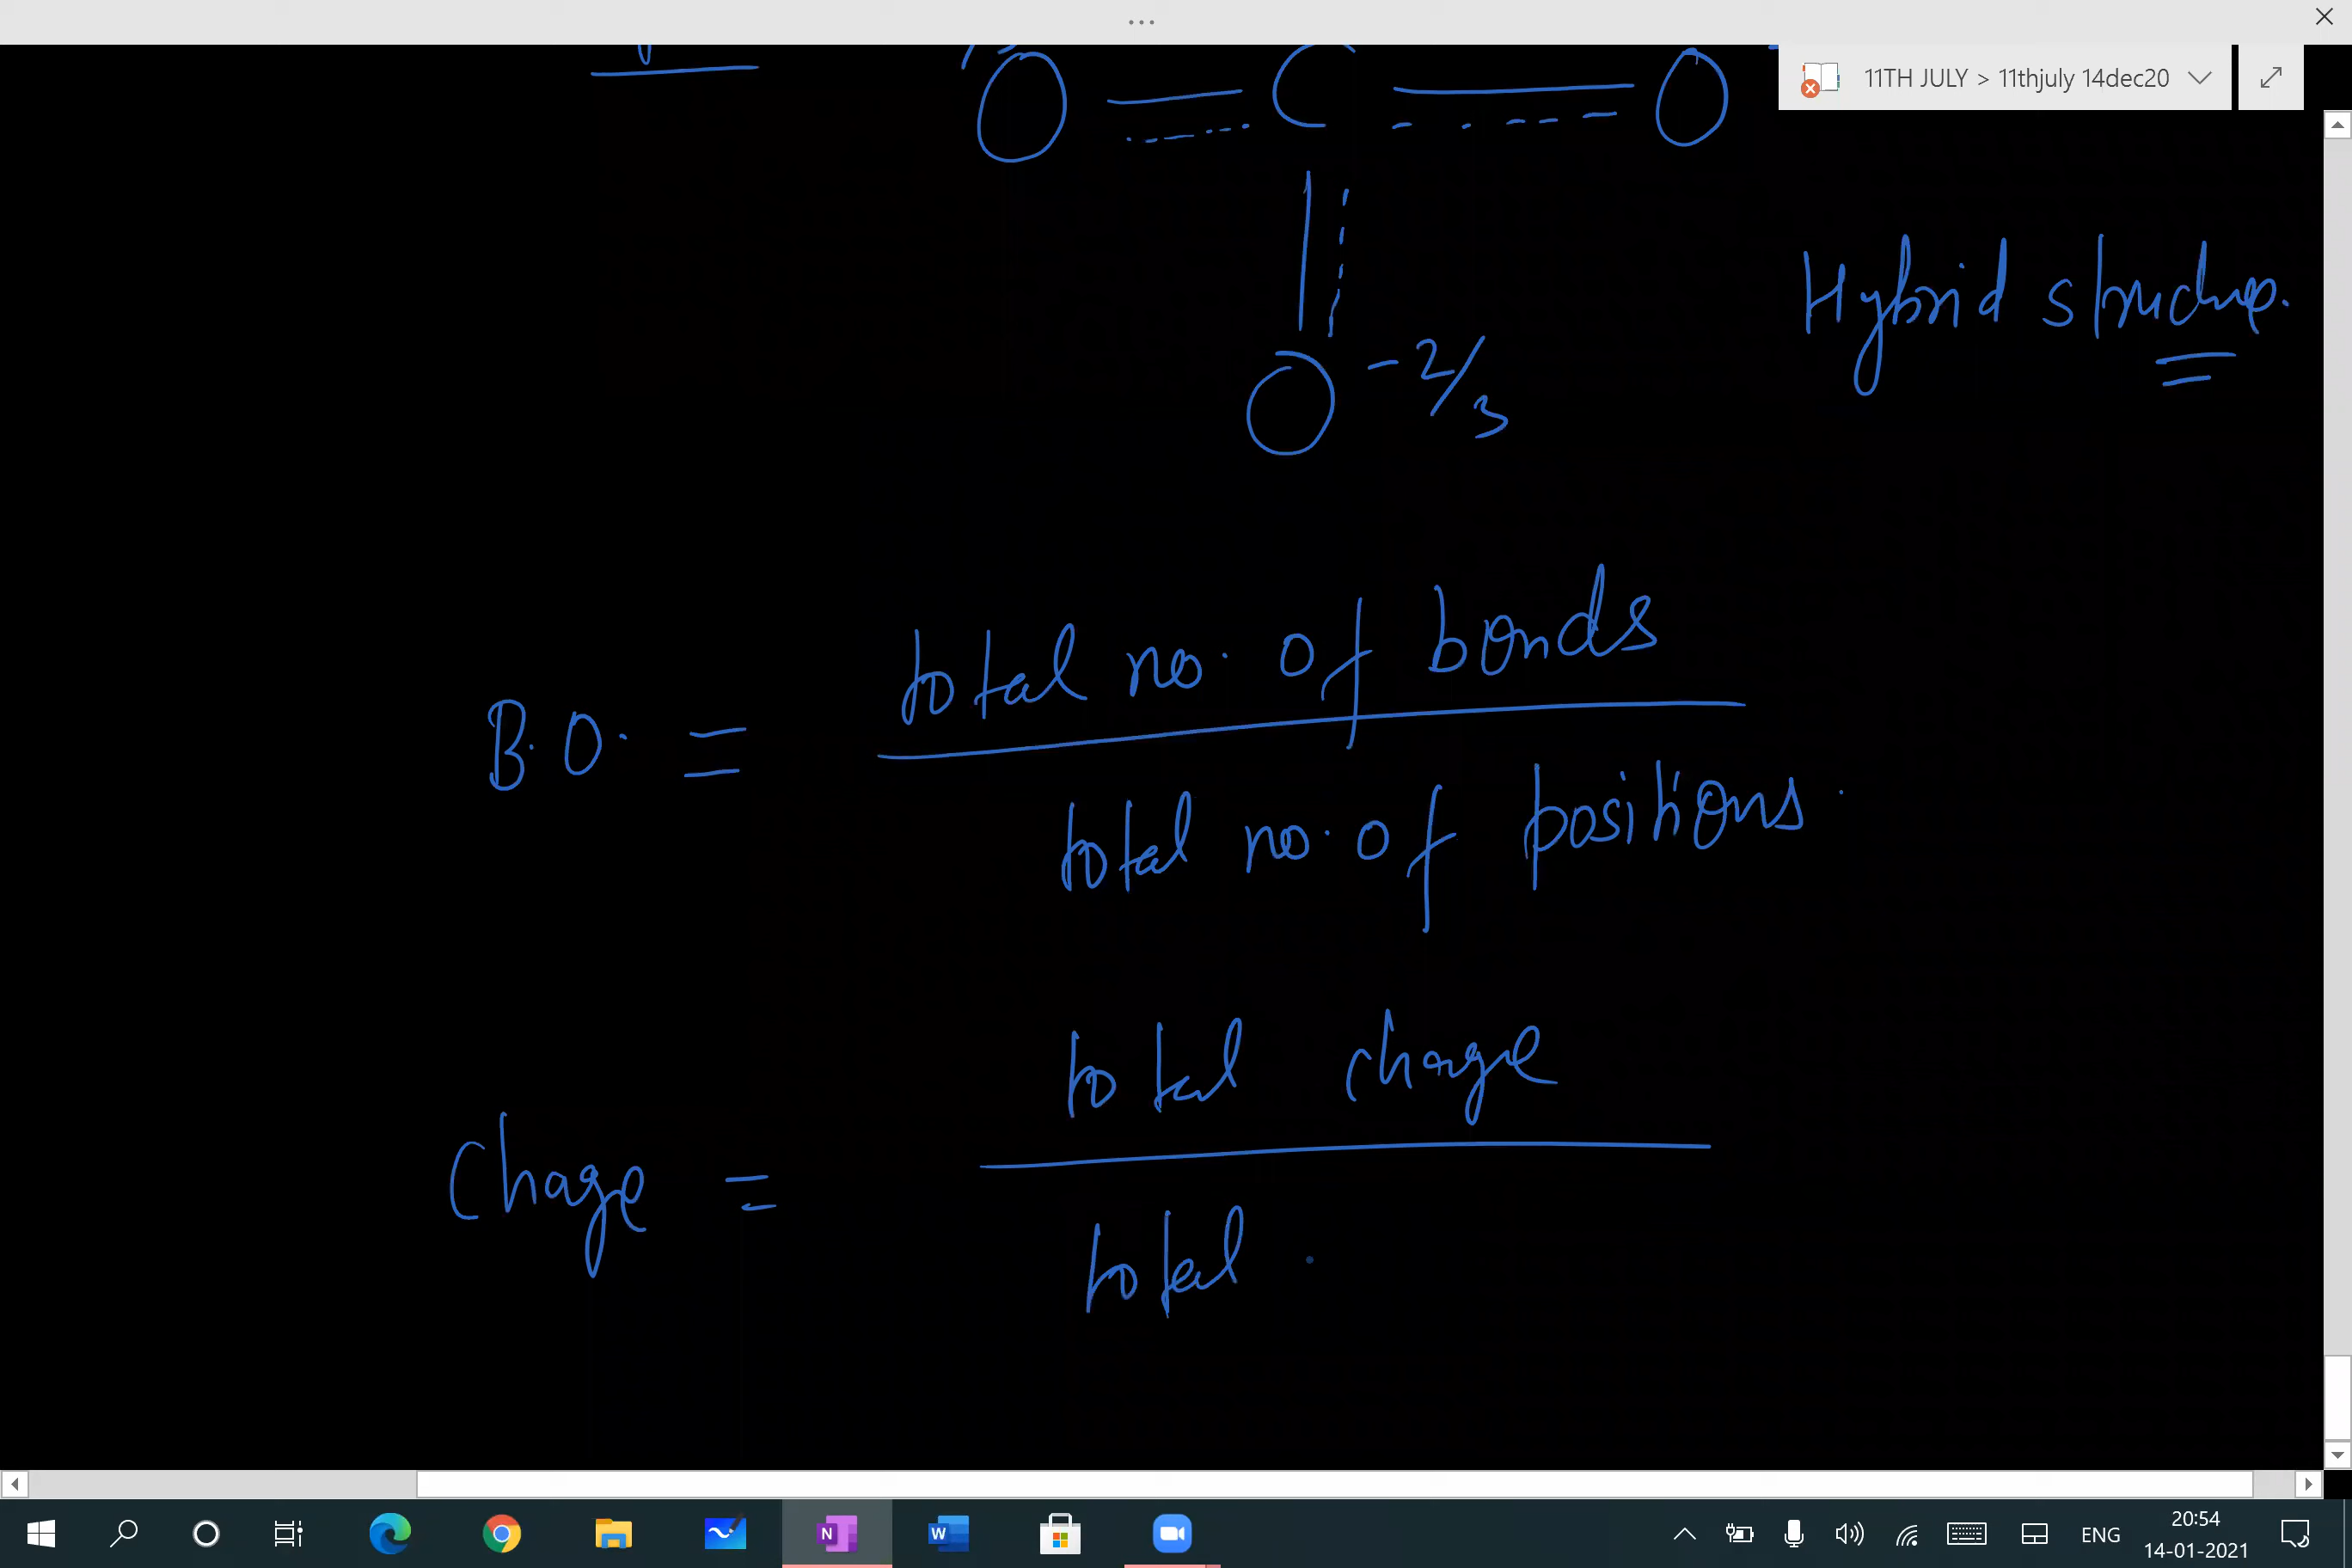 ...
11TH JULY > 11thjuly 14dec20
O C O
O -2/3
Hybrid structure.
B.O. = total no. of bonds
total no. of positions.
Charge = total charge
total
N
W
ENG
20:54
14-01-2021